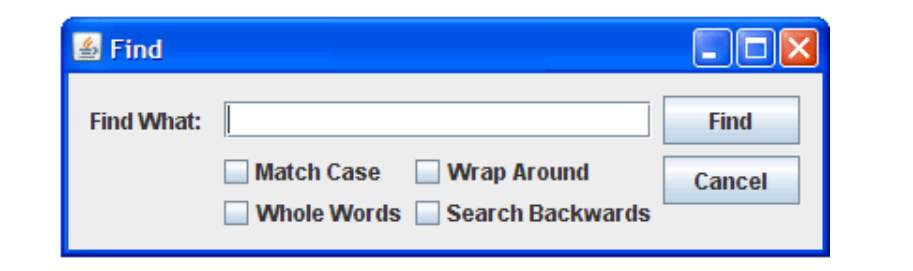 Find
Find What: Find
Match Case Wrap Around Cancel
Whole Words Search Backwards